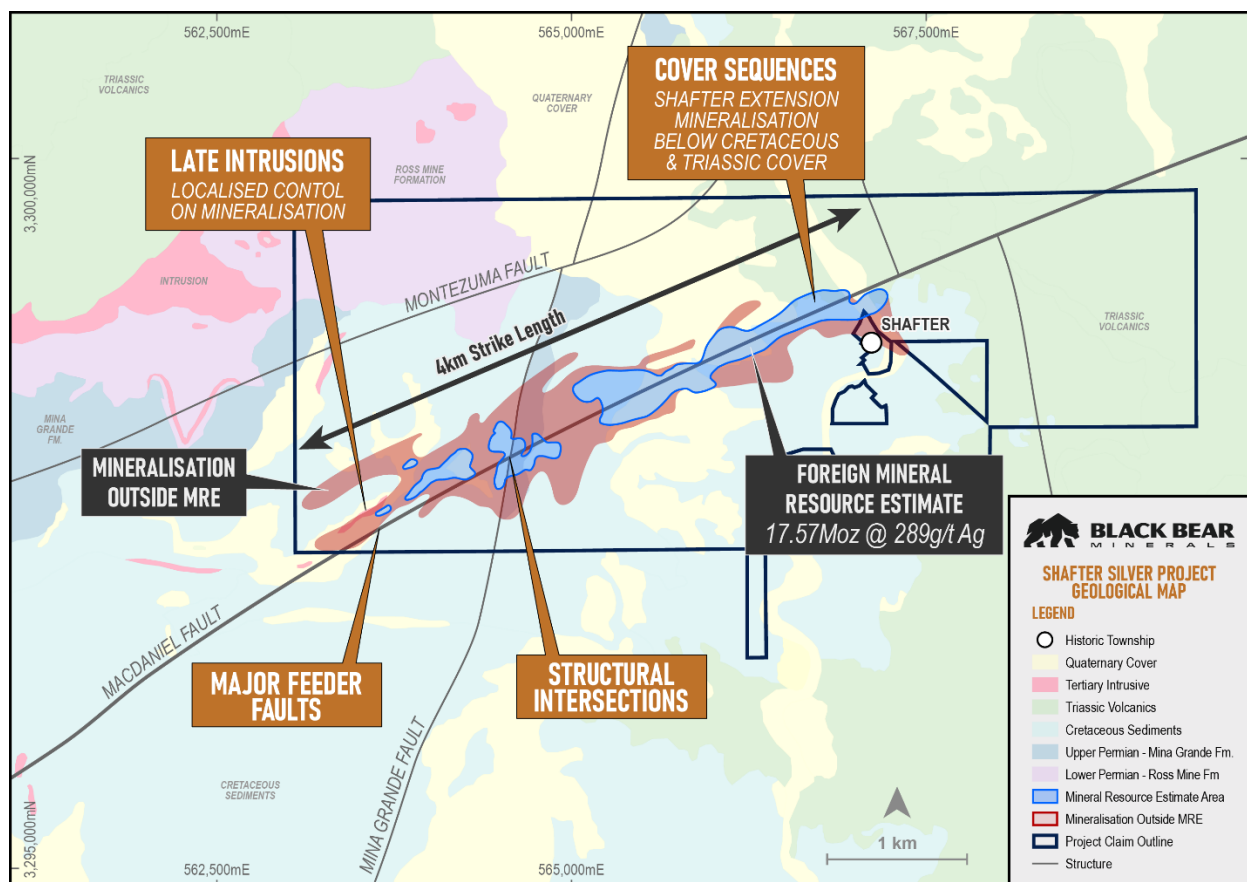 562,500mE
565,000mE
567,500mE
3,300,000mN
3,295,000mN
TRIASSIC
VOLCANICS
QUATERNARY
COVER
COVER SEQUENCES
SHAFTER EXTENSION
MINERALISATION
BELOW CRETACEOUS
& TRIASSIC COVER
LATE INTRUSIONS
LOCALISED CONTOL
ON MINERALISATION
ROSS MINE
FORMATION
INTRUSION
MONTEZUMA FAULT
4km Strike Length
SHAFTER
TRIASSIC
VOLCANICS
MINA
GRANDE
FM.
MINERALISATION
OUTSIDE MRE
FOREIGN MINERAL
RESOURCE ESTIMATE
17.57Moz @ 289g/t Ag
MACDANIEL FAULT
MAJOR FEEDER
FAULTS
STRUCTURAL
INTERSECTIONS
MINA GRANDE FAULT
CRETACEOUS
SEDIMENTS
1 km
562,500mE
565,000mE
BLACK BEAR
MINERALS
SHAFTER SILVER PROJECT
GEOLOGICAL MAP
LEGEND
Historic Township
Quaternary Cover
Tertiary Intrusive
Triassic Volcanics
Cretaceous Sediments
Upper Permian - Mina Grande Fm.
Lower Permian - Ross Mine Fm
Mineral Resource Estimate Area
Mineralisation Outside MRE
Project Claim Outline
Structure